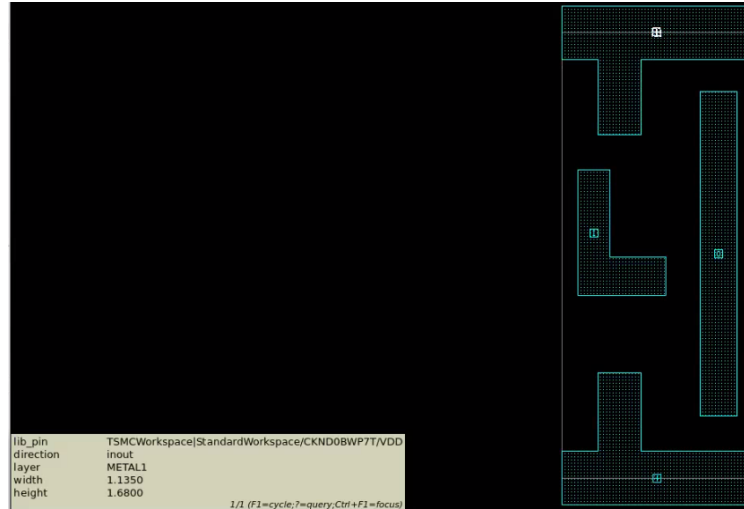 lib_pin TSMCWorkspace|StandardWorkspace/CKND0BWP7T/VDD
direction inout
layer METAL1
width 1.1350
height 1.6800
1/1 (F1=cycle;?=query;Ctrl+F1=focus)